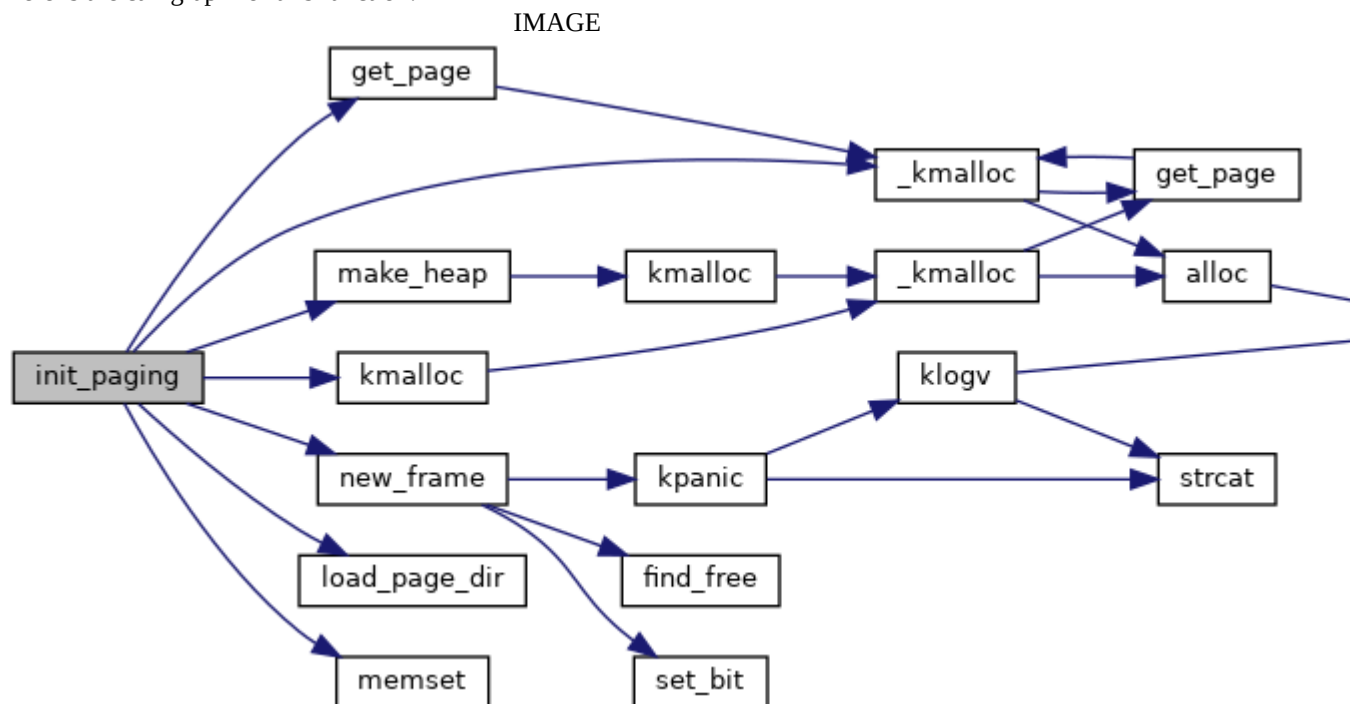 IMAGE
get_page
_kmalloc
get_page
make_heap
kmalloc
_kmalloc
alloc
init_paging
kmalloc
klogv
new_frame
kpanic
strcat
load_page_dir
find_free
memset
set_bit